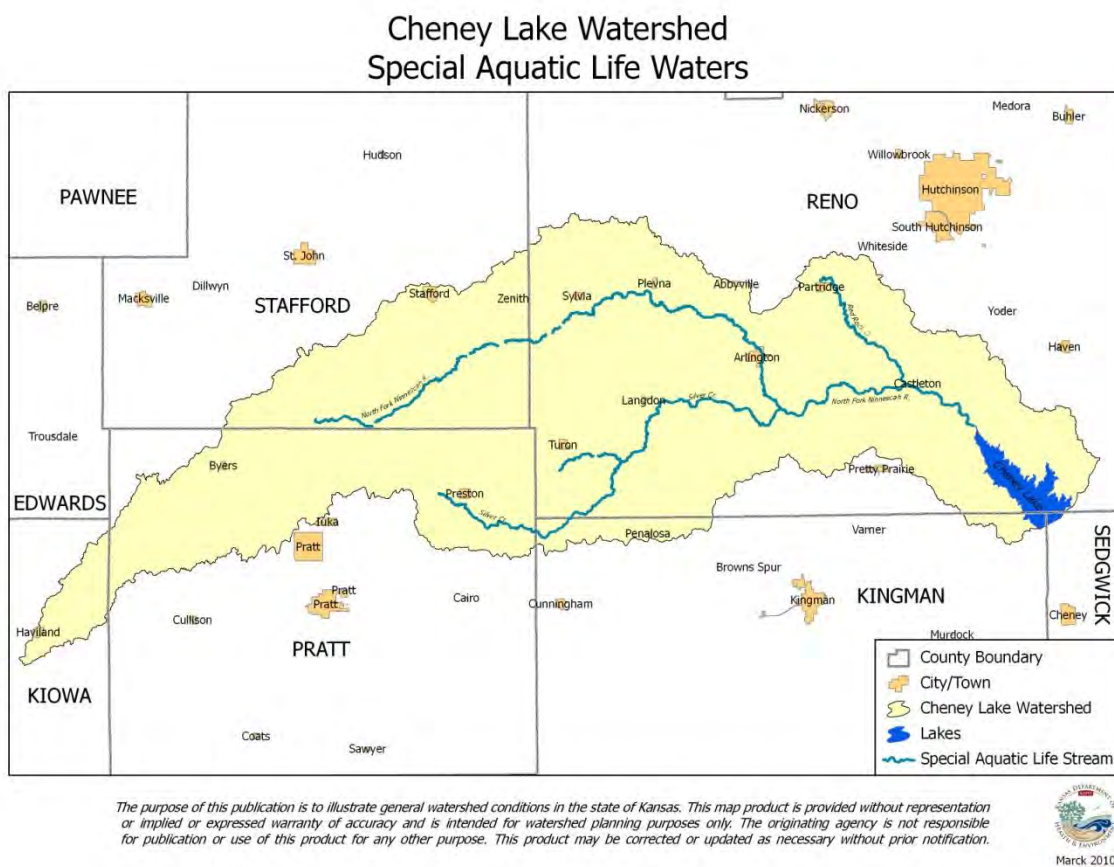 Cheney Lake Watershed
Special Aquatic Life Waters
Nickerson
Medora
Buhler
Hudson
Willowbrook
PAWNEE
Hutchinson
RENO
South Hutchinson
Whiteside
St. John
Dillwyn
Plevna
Abbyville
Partridge
Belpre
Macksville
STAFFORD
Stafford
Zenith
Sylvia
Yoder
Haven
Arlington
North Fork Ninnescah R.
Castleton
Langdon
Silver Cr.
North Fork Ninnescah R.
Trousdale
Turon
Byers
Pretty Prairie
Cheney Lake
EDWARDS
Preston
Silver Cr.
Iuka
Penalosa
Varner
SEDGWICK
Pratt
Browns Spur
Pratt
Cairo
Cunningham
Kingman
KINGMAN
Pratt
Cullison
Cheney
Haviland
PRATT
Murdock
KIOWA
Coats
Sawyer
County Boundary
City/Town
Cheney Lake Watershed
Lakes
Special Aquatic Life Stream
The purpose of this publication is to illustrate general watershed conditions in the state of Kansas. This map product is provided without representation
or implied or expressed warranty of accuracy and is intended for watershed planning purposes only. The originating agency is not responsible
for publication or use of this product for any other purpose. This product may be corrected or updated as necessary without prior notification.
Marck 2010